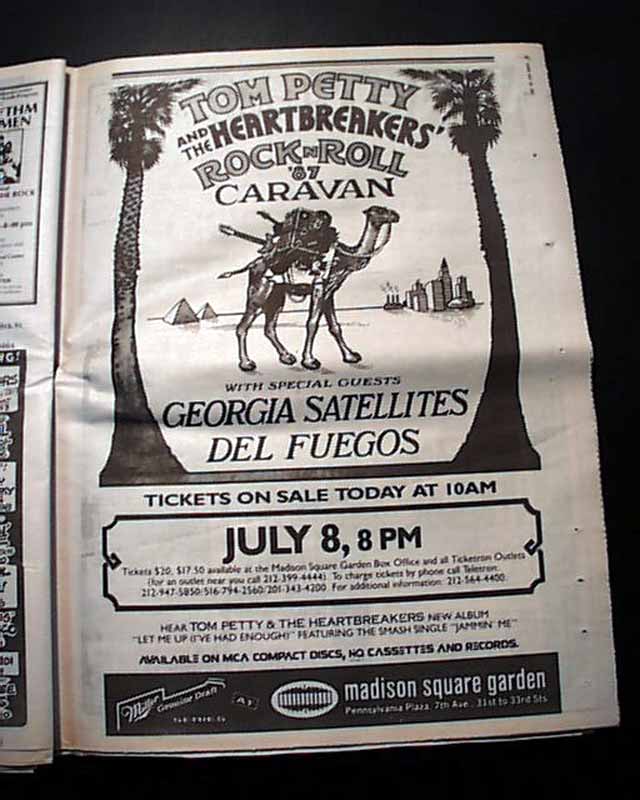 TOM PETTY
AND THE HEARTBREAKERS'
ROCK N ROLL
'87
CARAVAN
WITH SPECIAL GUESTS
GEORGIA SATELLITES
DEL FUEGOS
TICKETS ON SALE TODAY AT 10AM
JULY 8, 8 PM
Tickets $20, $17.50 available at the Madison Square Garden Box Office and all Ticketron Outlets
(for an outlet near you call 212-399-4444). To charge tickets by phone call Teletron:
212-947-5850/516-794-2560/201-343-4200 For additional information: 212-564-4400.
HEAR TOM PETTY & THE HEARTBREAKERS NEW ALBUM
"LET ME UP (I'VE HAD ENOUGH)" FEATURING THE SMASH SINGLE "JAMMIN' ME"
AVAILABLE ON MCA COMPACT DISCS, HQ CASSETTES AND RECORDS.
Miller Genuine Draft
AT
madison square garden
Pennsylvania Plaza, 7th Ave., 31st to 33rd Sts.
THM
MEN